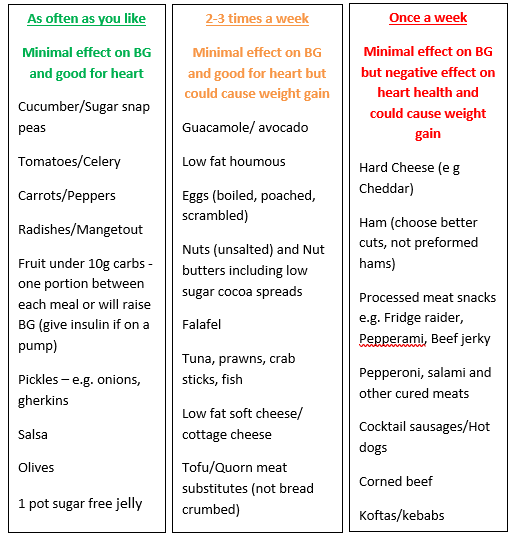 As often as you like
Minimal effect on BG
and good for heart
Cucumber/Sugar snap
peas
Tomatoes/Celery
Carrots/Peppers
Radishes/Mangetout
Fruit under 10g carbs -
one portion between
each meal or will raise
BG (give insulin if on a
pump)
Pickles – e.g. onions,
gherkins
Salsa
Olives
1 pot sugar free jelly
2-3 times a week
Minimal effect on BG
and good for heart but
could cause weight gain
Guacamole/ avocado
Low fat houmous
Eggs (boiled, poached,
scrambled)
Nuts (unsalted) and Nut
butters including low
sugar cocoa spreads
Falafel
Tuna, prawns, crab
sticks, fish
Low fat soft cheese/
cottage cheese
Tofu/Quorn meat
substitutes (not bread
crumbed)
Once a week
Minimal effect on BG
but negative effect on
heart health and
could cause weight
gain
Hard Cheese (e g
Cheddar)
Ham (choose better
cuts, not preformed
hams)
Processed meat snacks
e.g. Fridge raider,
Pepperami, Beef jerky
Pepperoni, salami and
other cured meats
Cocktail sausages/Hot
dogs
Corned beef
Koftas/kebabs